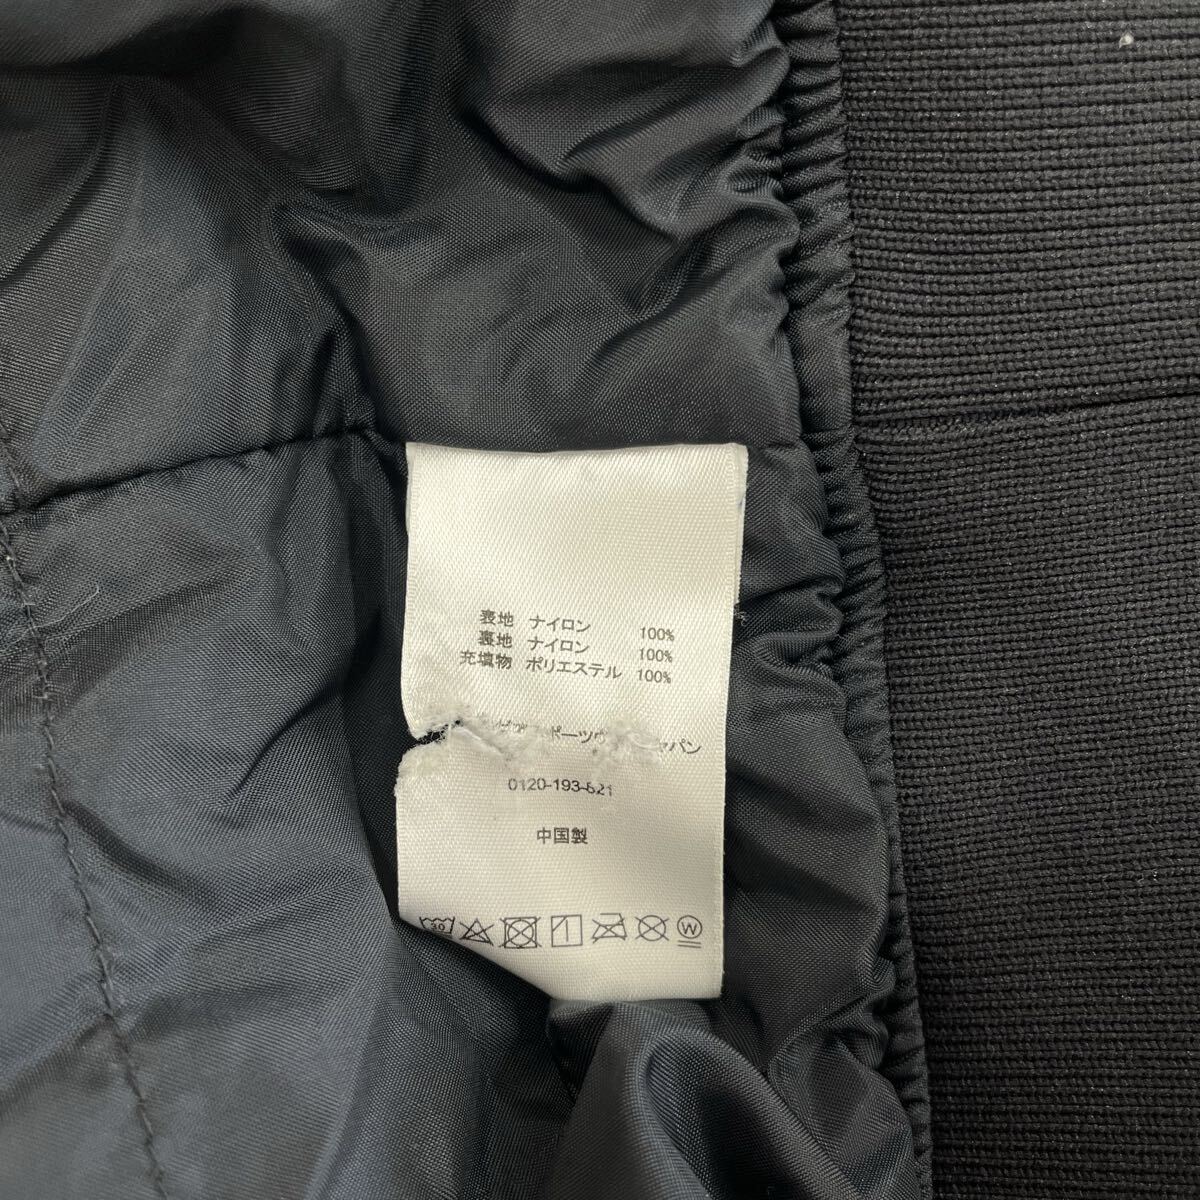 表地 ナイロン 100%
裏地 ナイロン 100%
充填物 ポリエステル 100%
0120-193-621
中国製
30
W